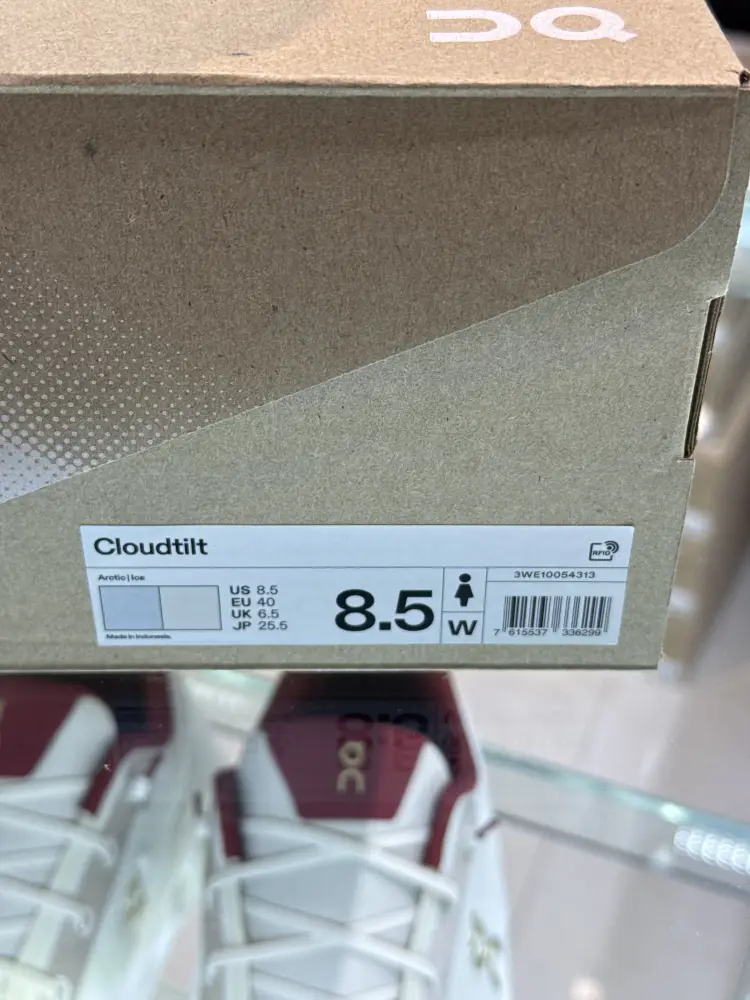 On
Cloudtilt
RFID
Arctic | Ice
US 8.5
EU 40
UK 6.5
JP 25.5
8.5
W
3WE10054313
7 615537 336299
Made in Indonesia.